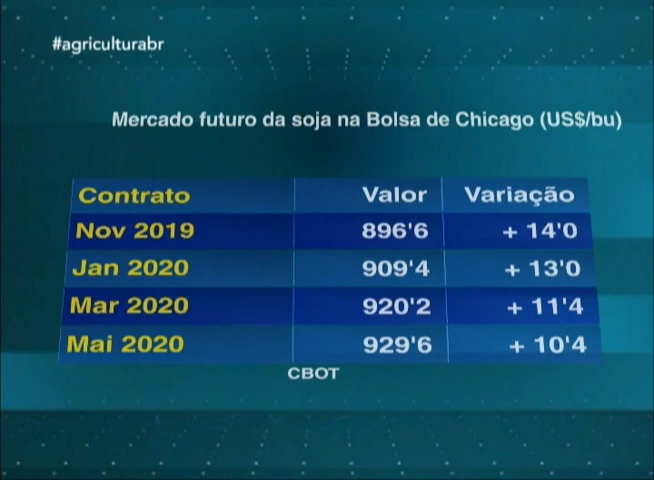 #agriculturabr
Mercado futuro da soja na Bolsa de Chicago (US$/bu)
Contrato Valor Variação
Nov 2019 896'6 + 14'0
Jan 2020 909'4 + 13'0
Mar 2020 920'2 + 11'4
Mai 2020 929'6 + 10'4
CBOT